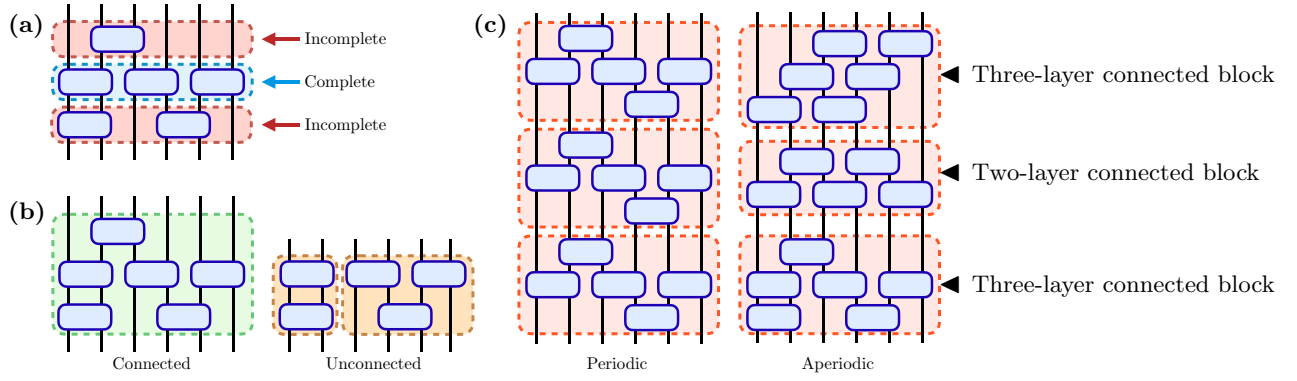 (a)
Incomplete
Complete
Incomplete
(b)
Connected
Unconnected
(c)
Three-layer connected block
Two-layer connected block
Three-layer connected block
Periodic
Aperiodic